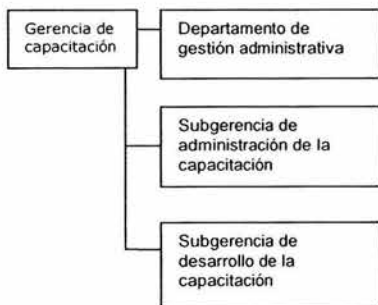 Gerencia de
capacitación
Departamento de
gestión administrativa
Subgerencia de
administración de la
capacitación
Subgerencia de
desarrollo de la
capacitación